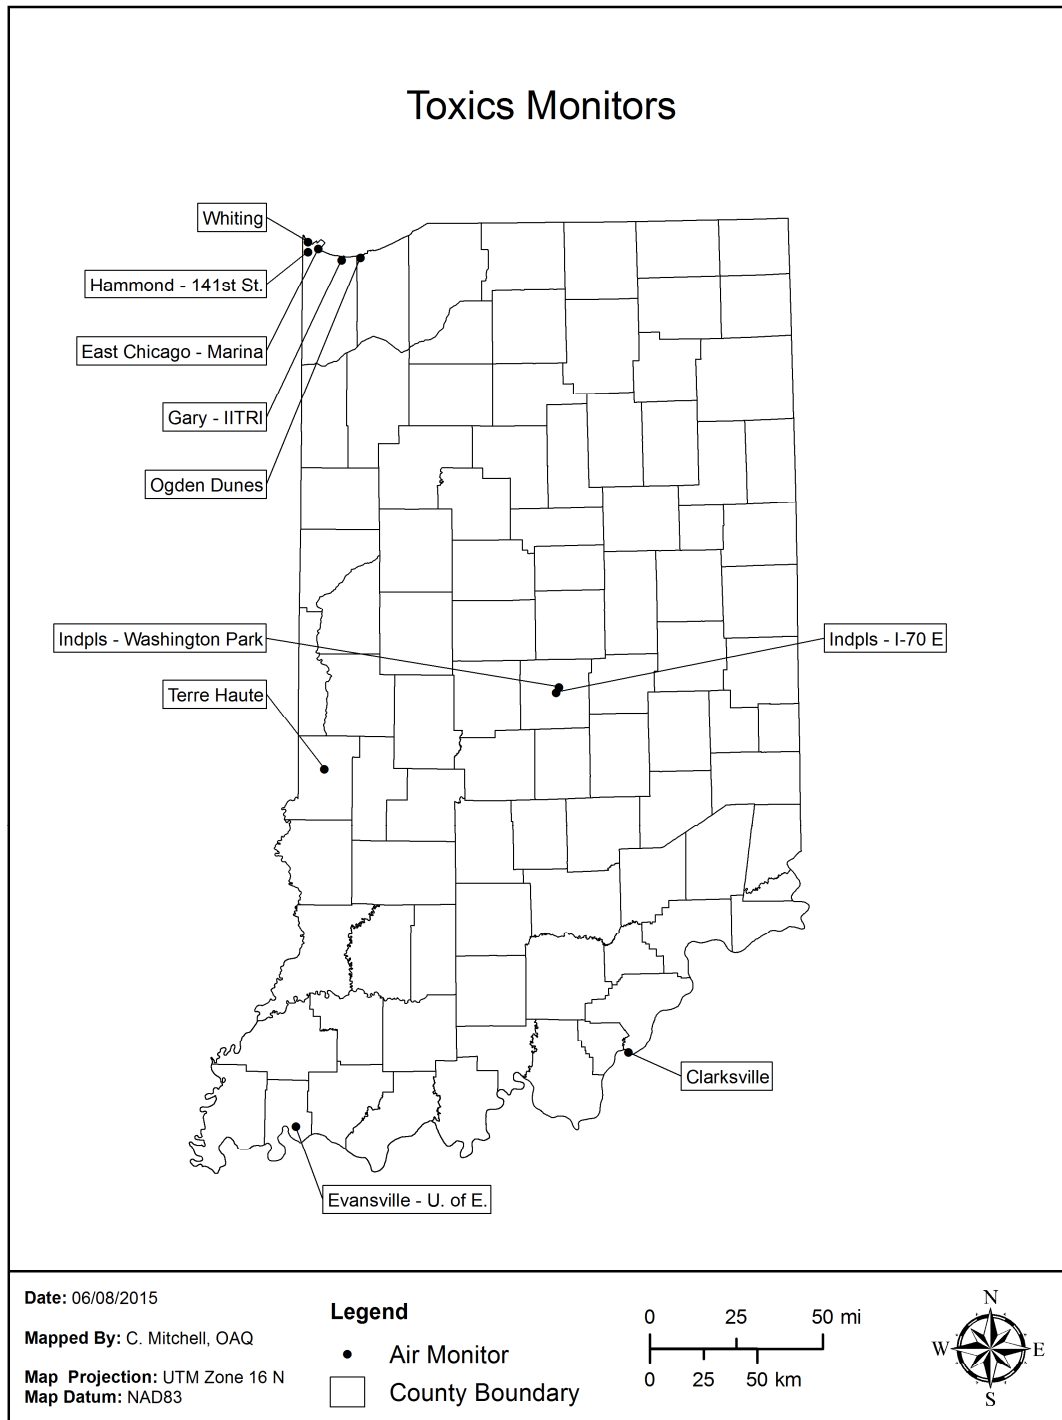 Toxics Monitors
Whiting
Hammond - 141st St.
East Chicago - Marina
Gary - IITRI
Ogden Dunes
Indpls - Washington Park
Indpls - I-70 E
Terre Haute
Clarksville
Evansville - U. of E.
Date: 06/08/2015
Mapped By: C. Mitchell, OAQ
Map Projection: UTM Zone 16 N
Map Datum: NAD83
Legend
Air Monitor
County Boundary
0 25 50 mi
0 25 50 km
N
W E
S